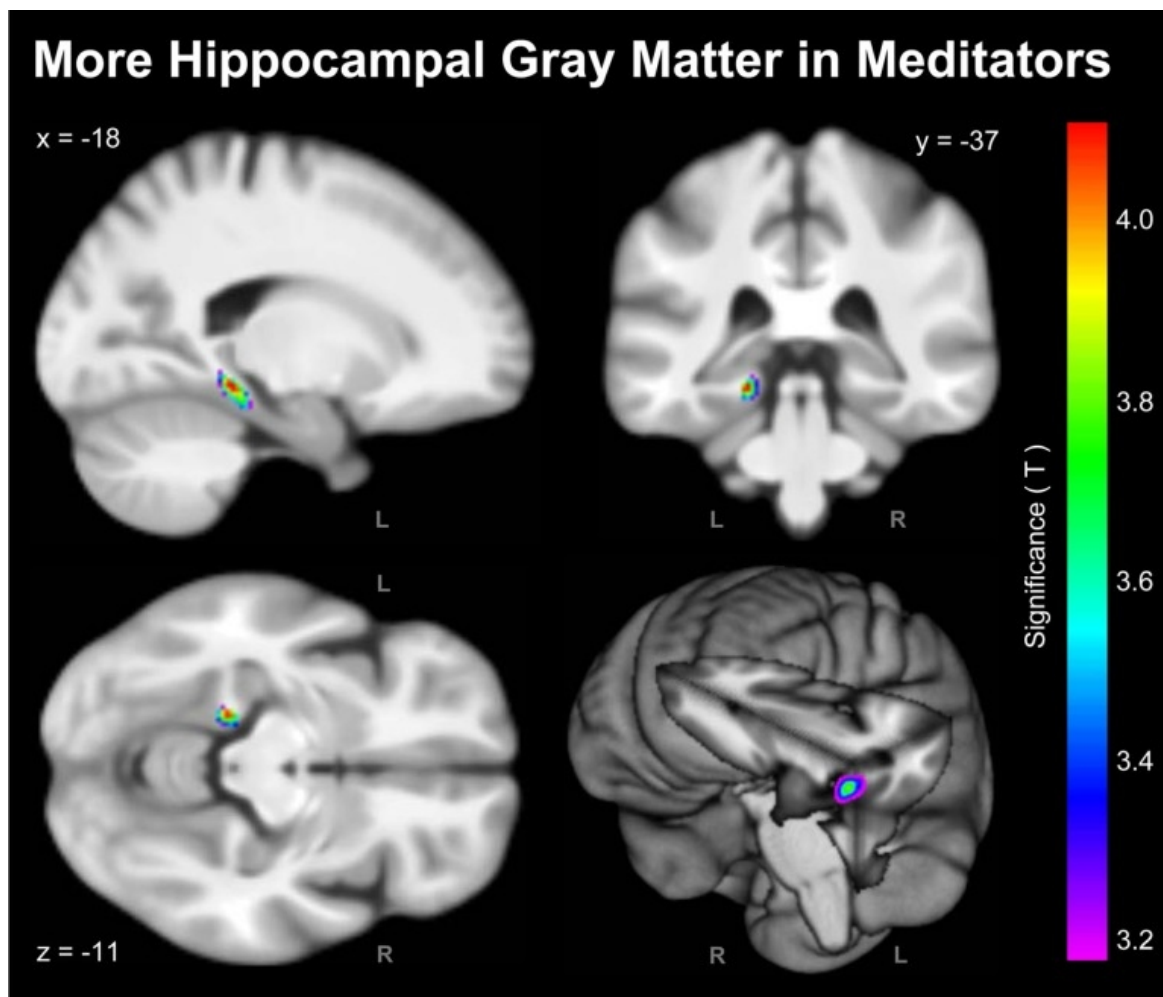 More Hippocampal Gray Matter in Meditators
x = -18
y = -37
L
L
R
L
z = -11
R
R
L
Significance ( T )
4.0
3.8
3.6
3.4
3.2